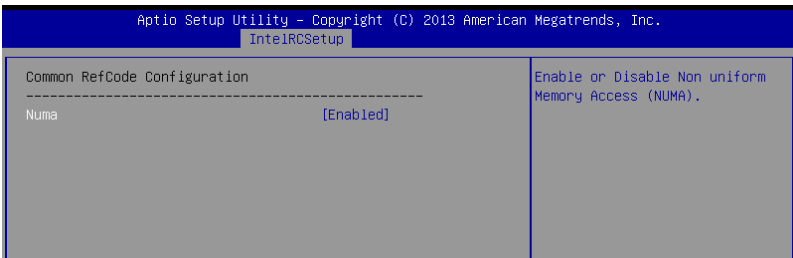 Aptio Setup Utility – Copyright (C) 2013 American Megatrends, Inc.
IntelRCSetup
Common RefCode Configuration
--------------------------------------------------
Numa [Enabled]
Enable or Disable Non uniform
Memory Access (NUMA).